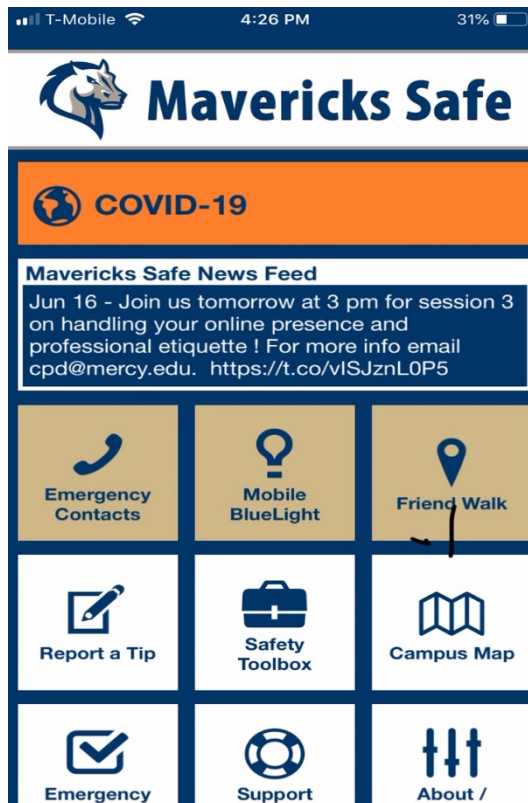 T-Mobile 4:26 PM 31%
Mavericks Safe
COVID-19
Mavericks Safe News Feed
Jun 16 - Join us tomorrow at 3 pm for session 3
on handling your online presence and
professional etiquette ! For more info email
cpd@mercy.edu. https://t.co/vISJznL0P5
Emergency
Contacts
Mobile
BlueLight
Friend Walk
Report a Tip
Safety
Toolbox
Campus Map
Emergency
Support
About /